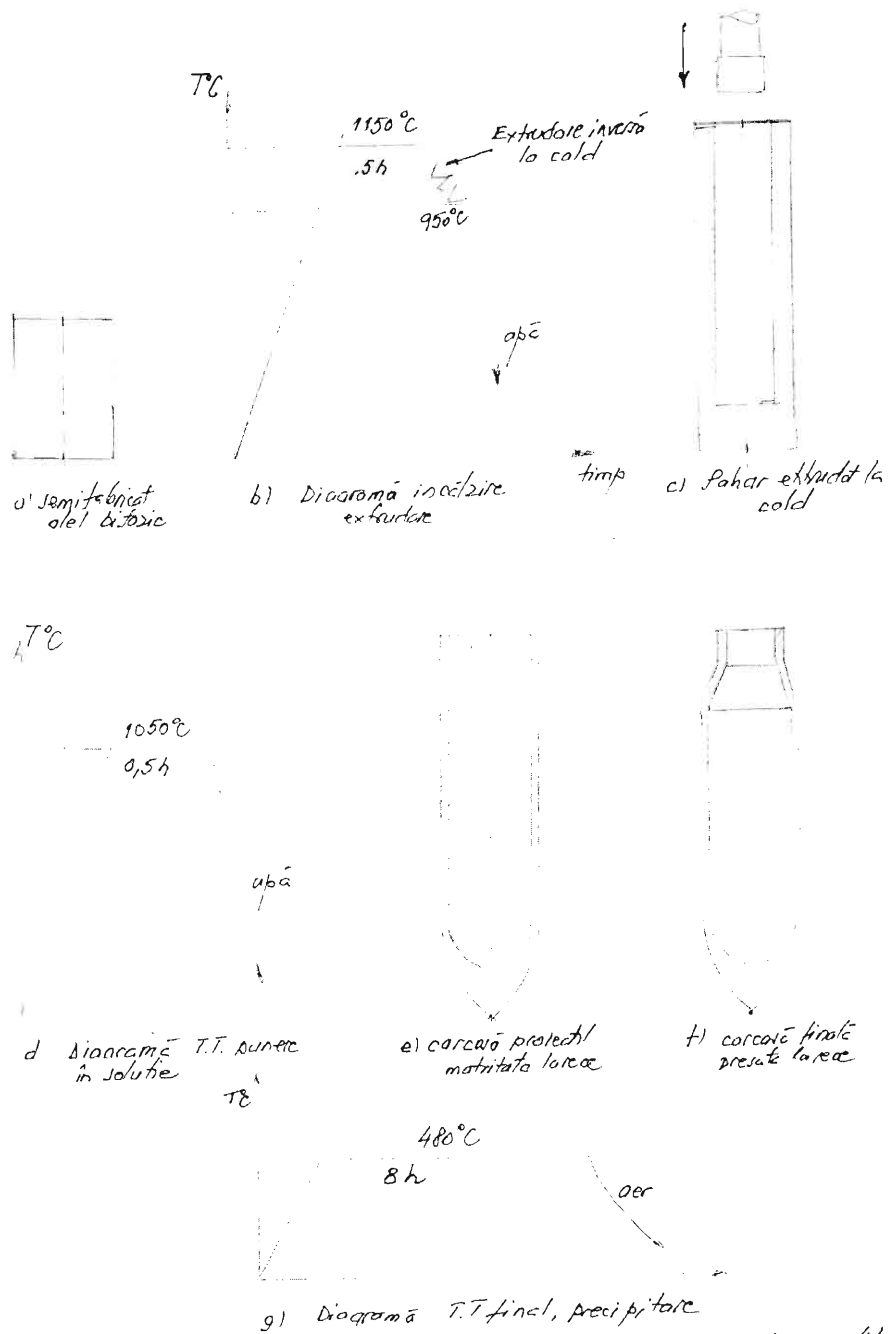 T°C
1150°C
.5h
Extrudare inversă
la cald
950°C
apă
timp
a) semifabricat
oțel bifazic
b) Diagramă încălzire
extrudare
c) Pahar extrudat la
cald
T°C
1050°C
0,5h
apă
d Diagramă T.T. punere
în soluție
e) carcasă proiectil
matrițată la rece
f) carcasă finală
presată la rece
T°C
480°C
8h
aer
g) Diagramă T.T final, precipitare